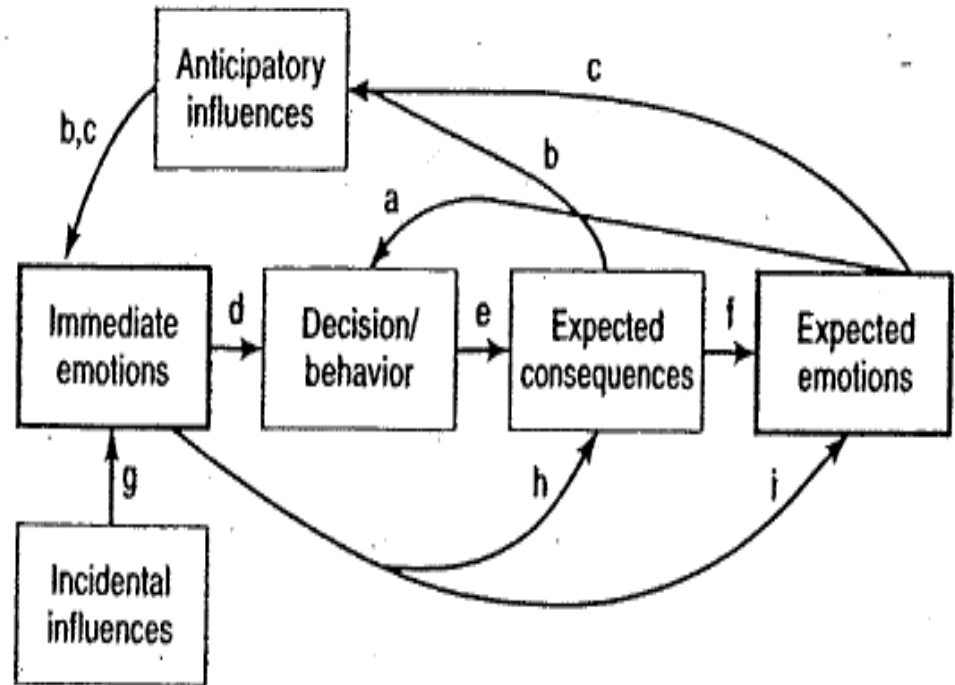 Anticipatory
influences
c
b,c
b
a
Immediate
emotions
d
Decision/
behavior
e
Expected
consequences
f
Expected
emotions
g
h
i
Incidental
influences